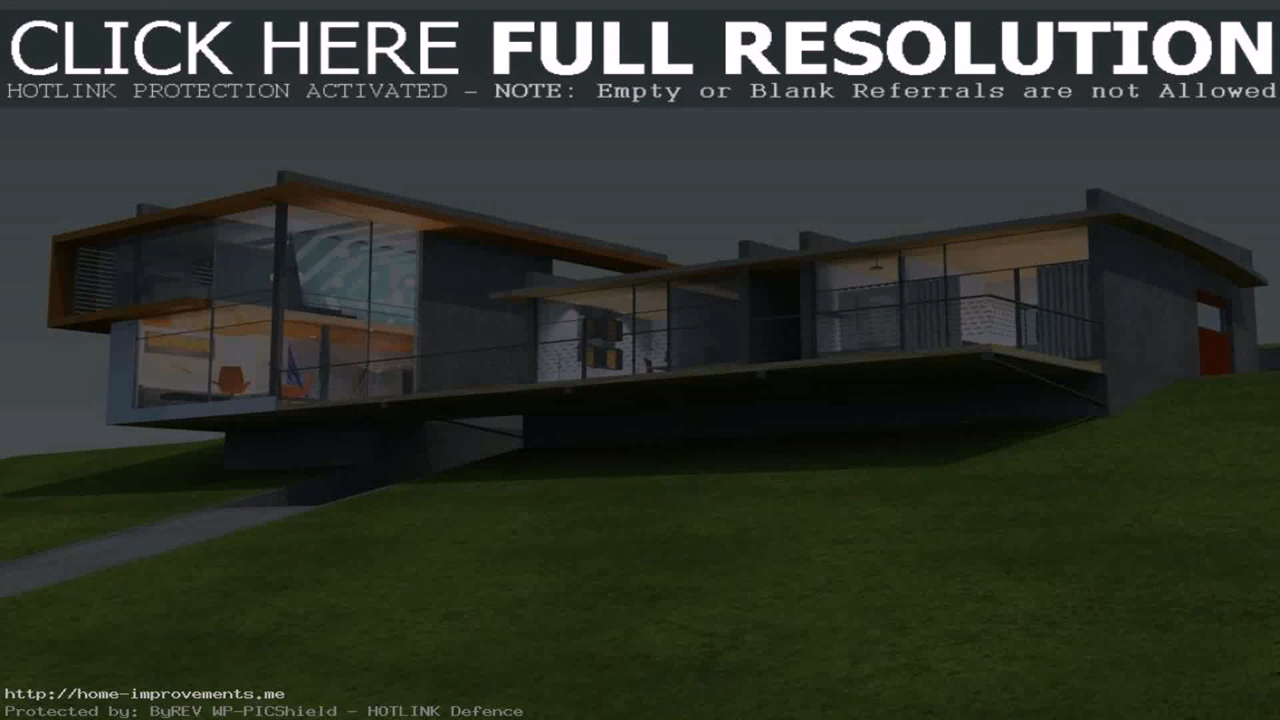 CLICK HERE FULL RESOLUTION
HOTLINK PROTECTION ACTIVATED - NOTE: Empty or Blank Referrals are not Allowed
http://home-improvements.me
Protected by: ByREV WP-PICShield - HOTLINK Defence